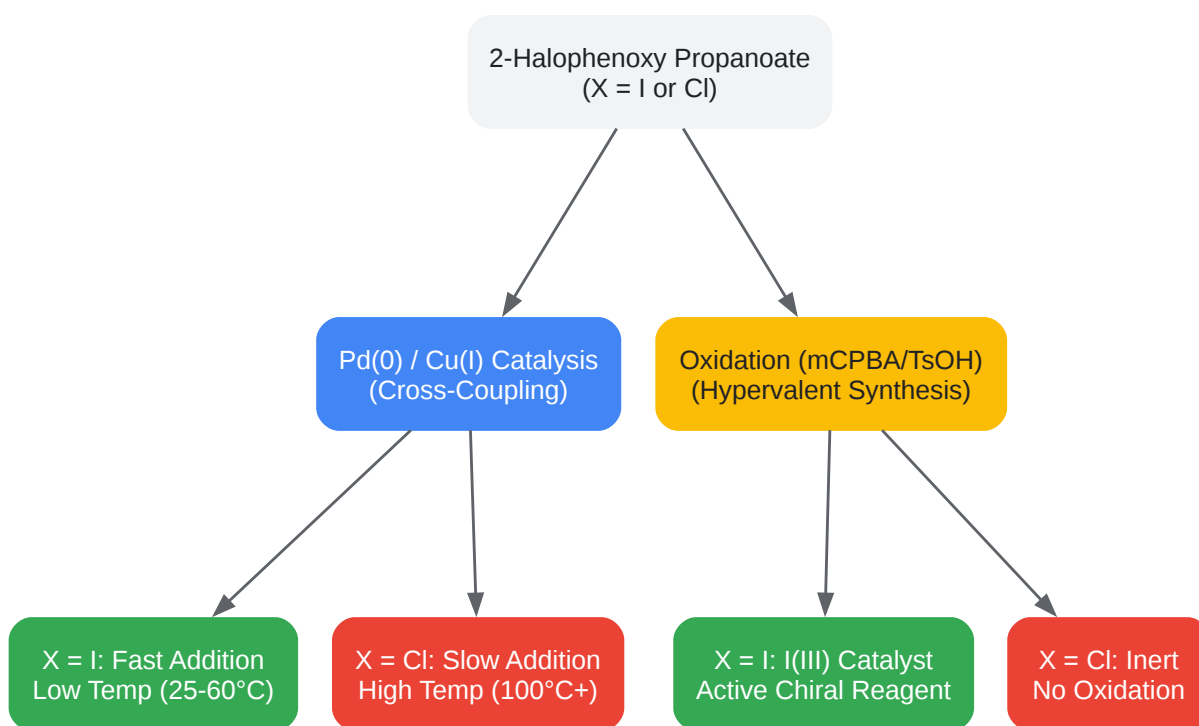 2-Halophenoxy Propanoate
(X = I or Cl)
Pd(0) / Cu(I) Catalysis
(Cross-Coupling)
Oxidation (mCPBA/TsOH)
(Hypervalent Synthesis)
X = I: Fast Addition
Low Temp (25-60°C)
X = Cl: Slow Addition
High Temp (100°C+)
X = I: I(III) Catalyst
Active Chiral Reagent
X = Cl: Inert
No Oxidation